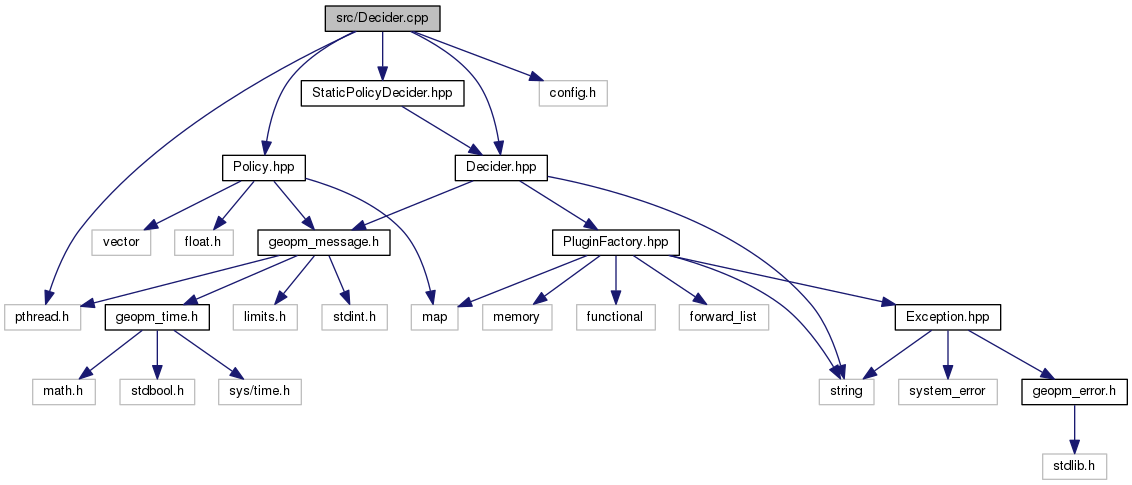 src/Decider.cpp
StaticPolicyDecider.hpp
config.h
Policy.hpp
Decider.hpp
vector
float.h
geopm_message.h
PluginFactory.hpp
pthread.h
geopm_time.h
limits.h
stdint.h
map
memory
functional
forward_list
Exception.hpp
math.h
stdbool.h
sys/time.h
string
system_error
geopm_error.h
stdlib.h